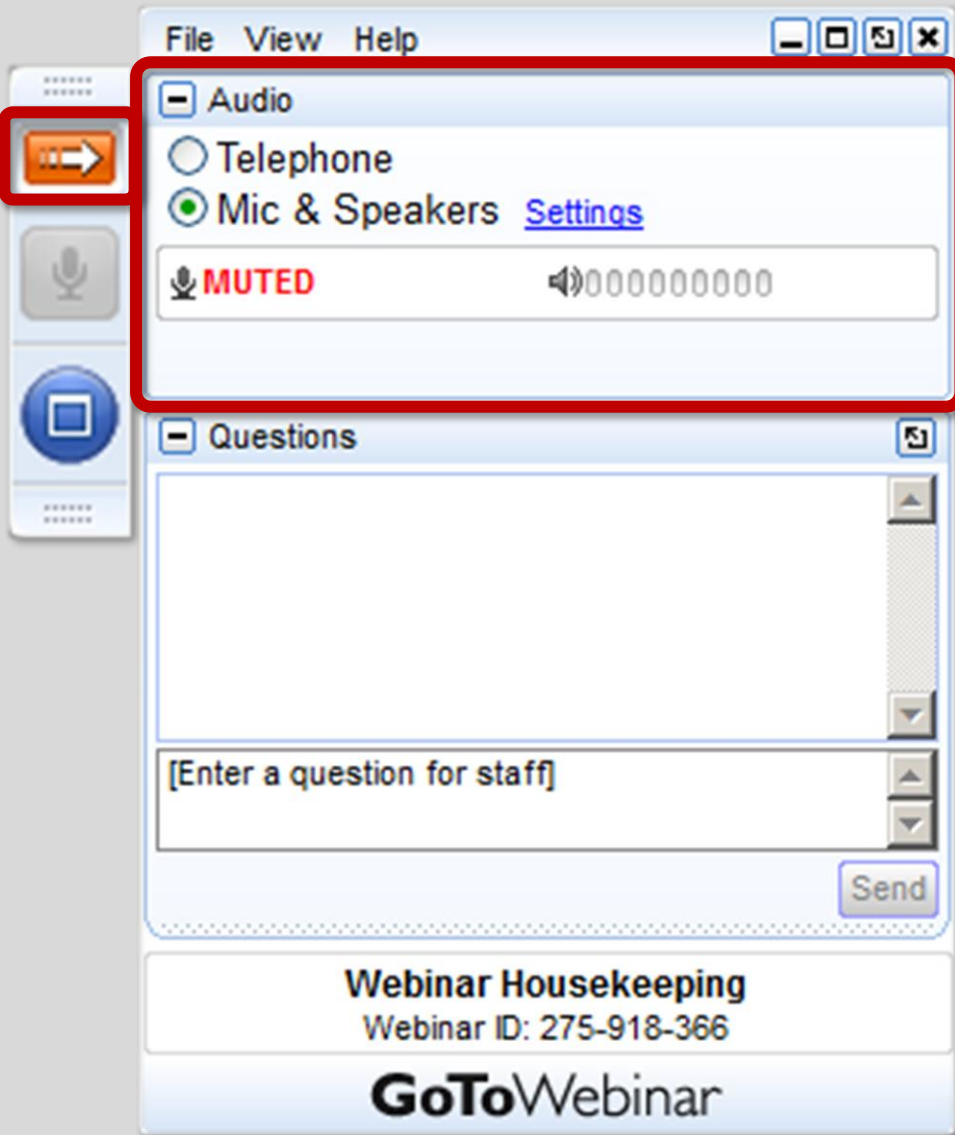 File View Help
Audio
Telephone
Mic & Speakers Settings
MUTED
Questions
[Enter a question for staff]
Send
Webinar Housekeeping
Webinar ID: 275-918-366
GoToWebinar